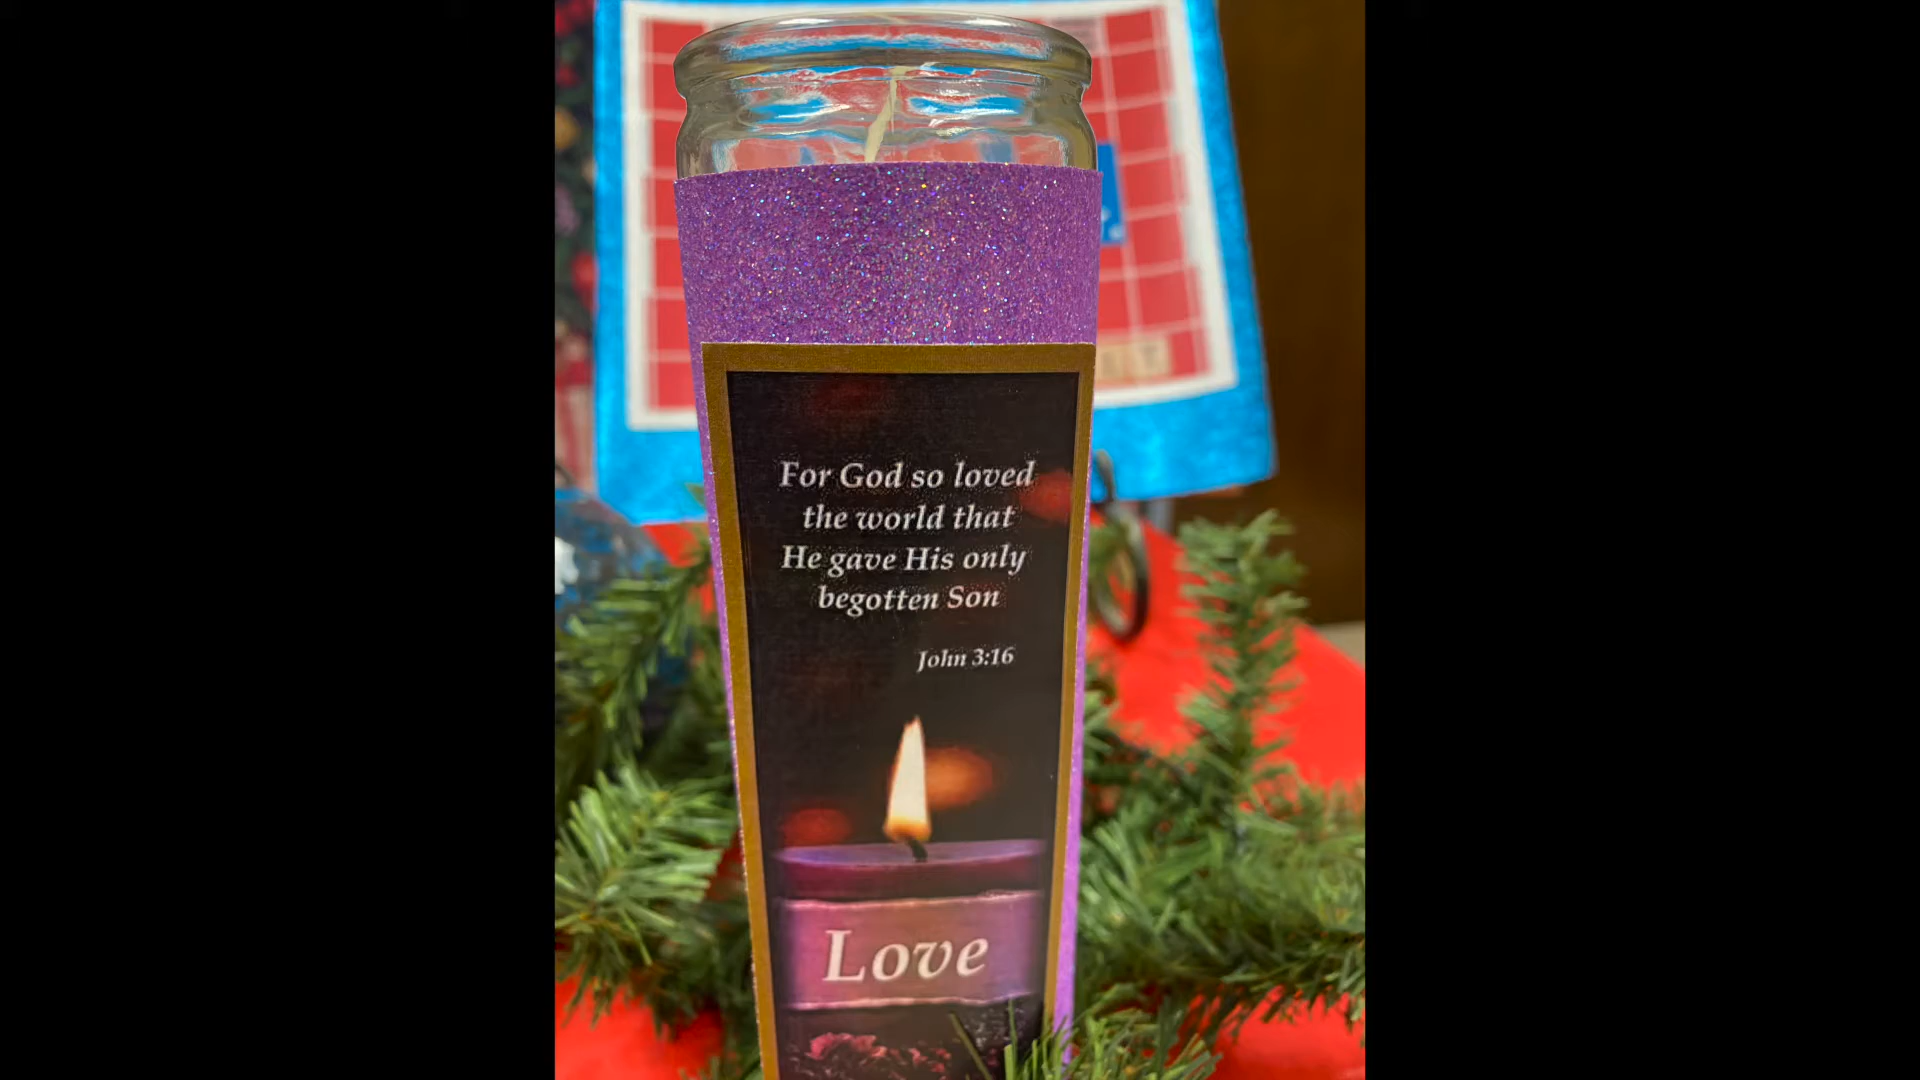 For God so loved
the world that
He gave His only
begotten Son
John 3:16
Love